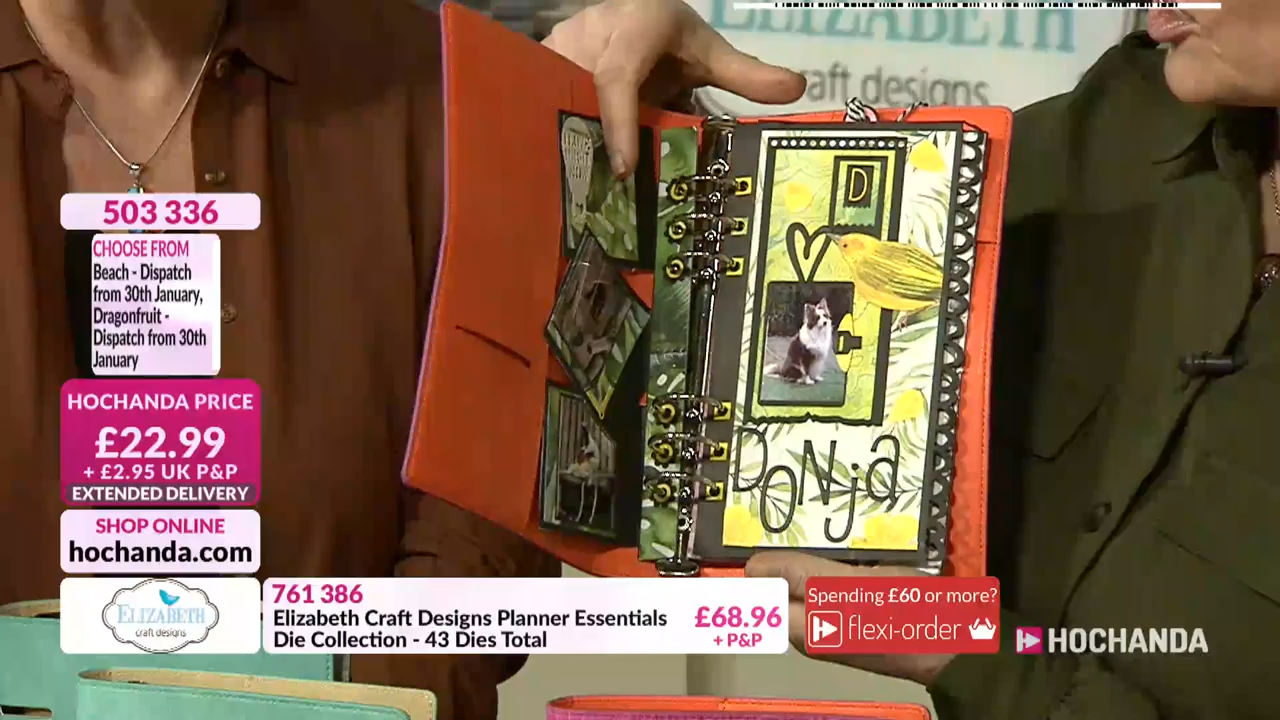 ELIZABETH
craft designs
503 336
CHOOSE FROM
Beach - Dispatch
from 30th January,
Dragonfruit -
Dispatch from 30th
January
HOCHANDA PRICE
£22.99
+ £2.95 UK P&P
EXTENDED DELIVERY
SHOP ONLINE
hochanda.com
D
DONja
ELIZABETH
craft designs
761 386
Elizabeth Craft Designs Planner Essentials
Die Collection - 43 Dies Total
£68.96
+ P&P
Spending £60 or more?
flexi-order
HOCHANDA